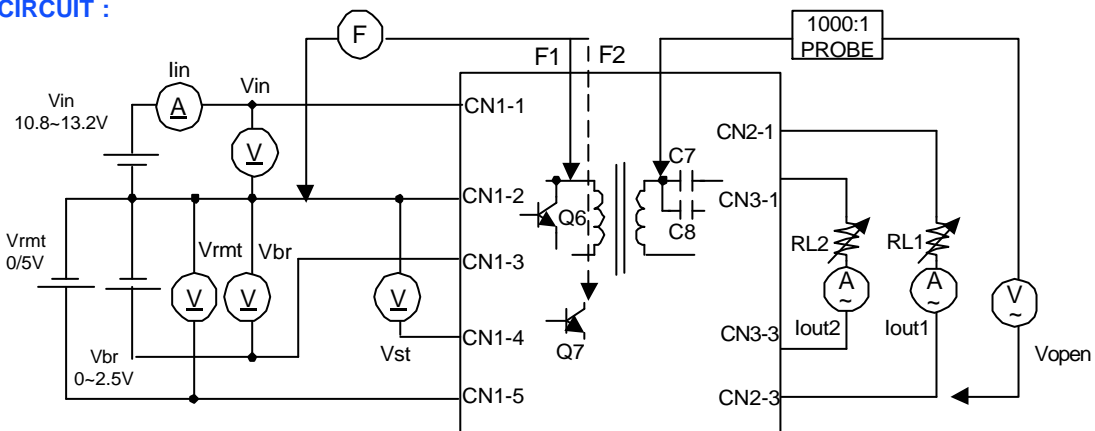 CIRCUIT :
F
1000:1
PROBE
F1
F2
Iin
Vin
Vin
10.8~13.2V
A
CN1-1
CN2-1
V
C7
CN1-2
CN3-1
Q6
C8
Vrmt
0/5V
Vrmt
Vbr
RL2
RL1
CN1-3
V
V
V
A
~
A
~
V
~
CN1-4
CN3-3
Iout2
Iout1
Vst
Q7
Vopen
Vbr
0~2.5V
CN1-5
CN2-3